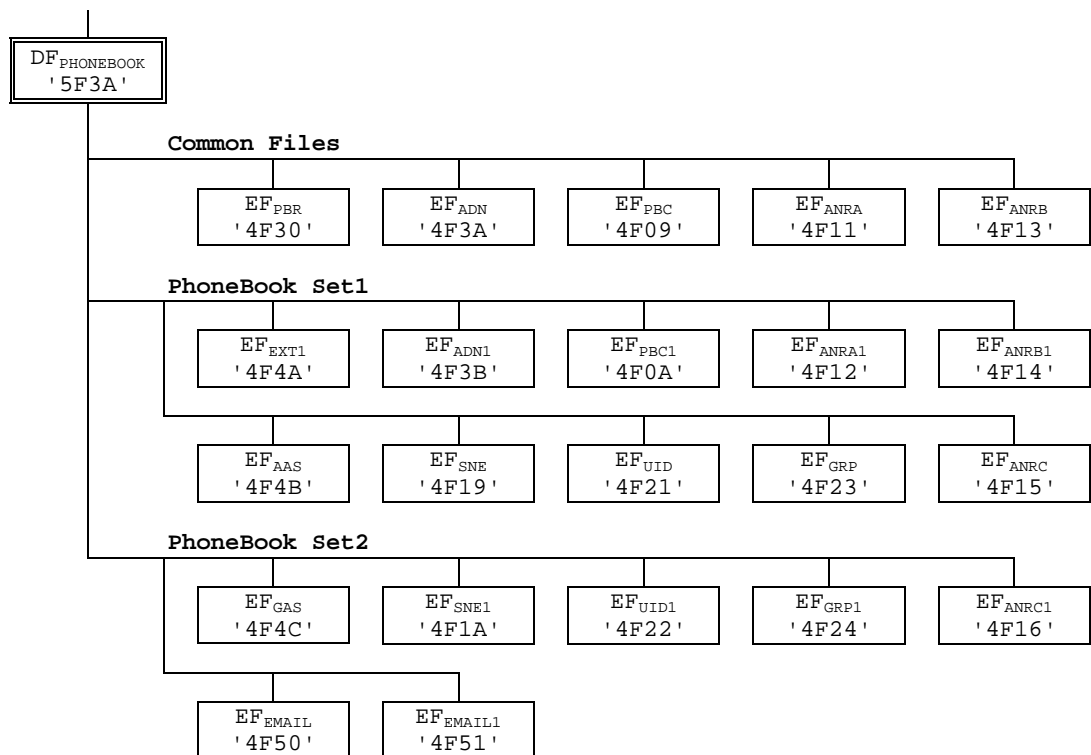 DFPHONEBOOK
'5F3A'
Common Files
EFPBR EFADN EFPBC EFANRA EFANRB
'4F30' '4F3A' '4F09' '4F11' '4F13'
PhoneBook Set1
EFEXT1 EFADN1 EFPBC1 EFANRA1 EFANRB1
'4F4A' '4F3B' '4F0A' '4F12' '4F14'
EFAAS EFSNE EFUID EFGRP EFANRC
'4F4B' '4F19' '4F21' '4F23' '4F15'
PhoneBook Set2
EFGAS EFSNE1 EFUID1 EFGRP1 EFANRC1
'4F4C' '4F1A' '4F22' '4F24' '4F16'
EFEMAIL EFEMAIL1
'4F50' '4F51'